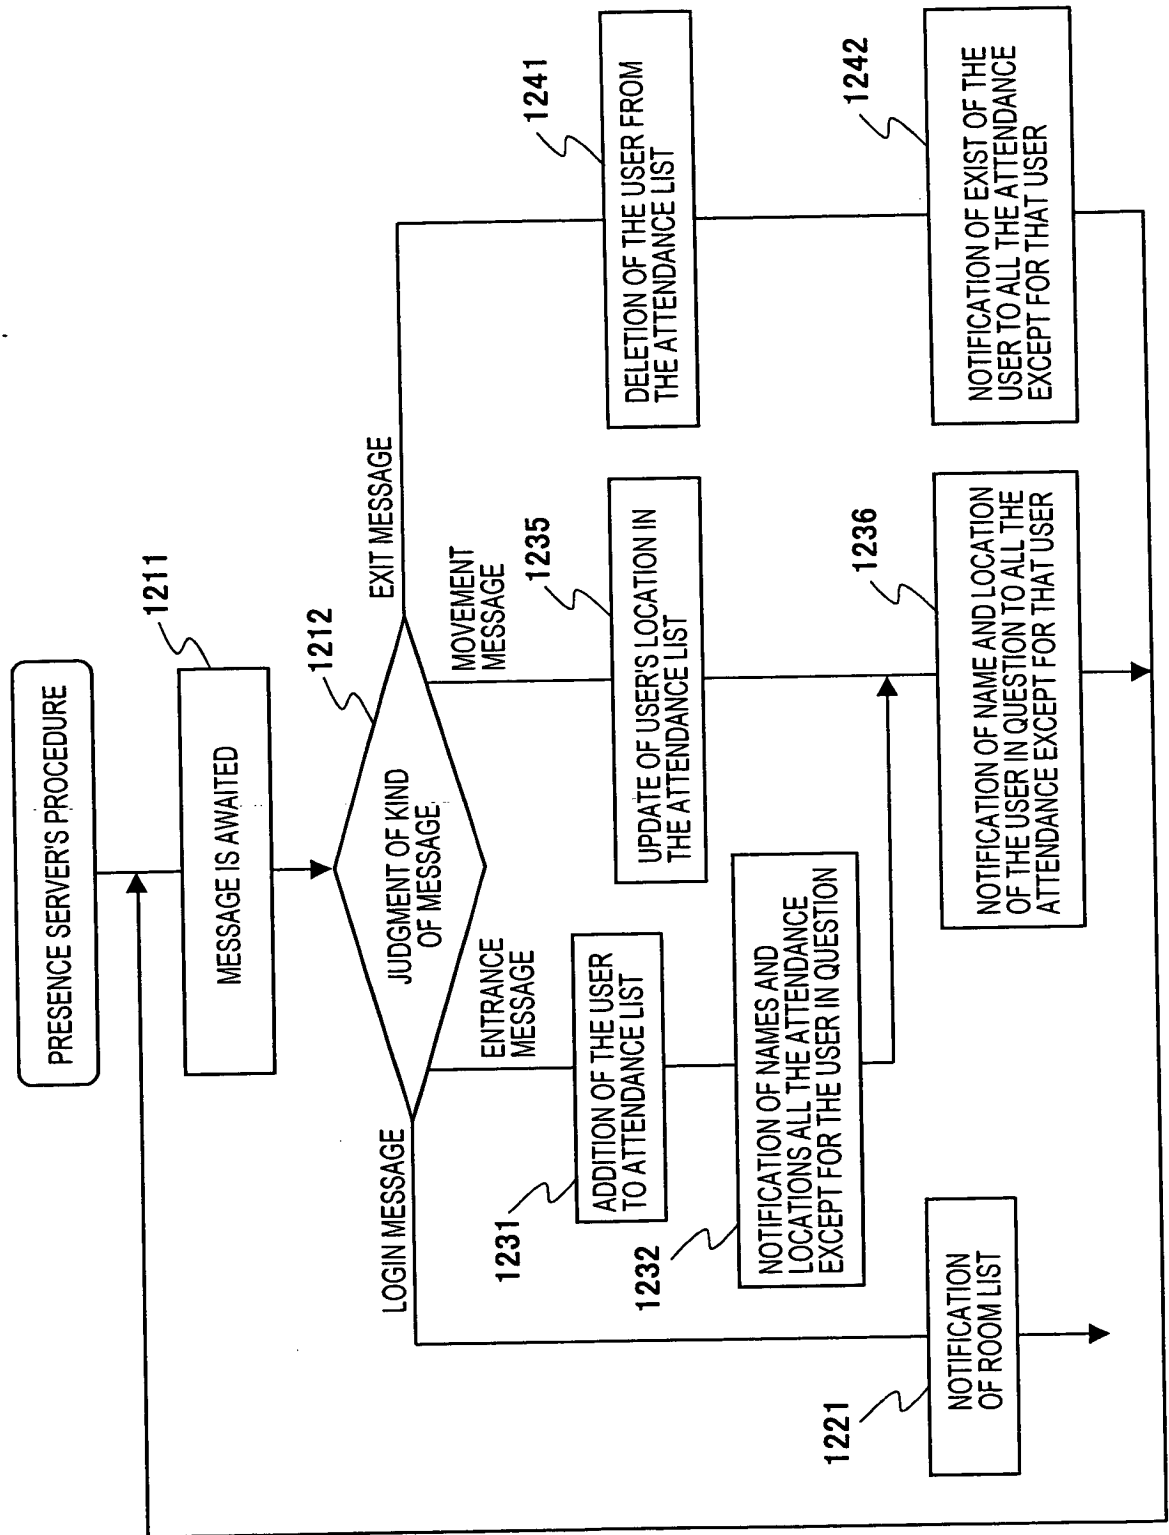 PRESENCE SERVER'S PROCEDURE
1211
MESSAGE IS AWAITED
1212
JUDGMENT OF KIND
OF MESSAGE
LOGIN MESSAGE
ENTRANCE
MESSAGE
MOVEMENT
MESSAGE
EXIT MESSAGE
1231
ADDITION OF THE USER
TO ATTENDANCE LIST
1235
UPDATE OF USER'S LOCATION IN
THE ATTENDANCE LIST
1241
DELETION OF THE USER FROM
THE ATTENDANCE LIST
1232
NOTIFICATION OF NAMES AND
LOCATIONS ALL THE ATTENDANCE
EXCEPT FOR THE USER IN QUESTION
1221
NOTIFICATION
OF ROOM LIST
1236
NOTIFICATION OF NAME AND LOCATION
OF THE USER IN QUESTION TO ALL THE
ATTENDANCE EXCEPT FOR THAT USER
1242
NOTIFICATION OF EXIST OF THE
USER TO ALL THE ATTENDANCE
EXCEPT FOR THAT USER